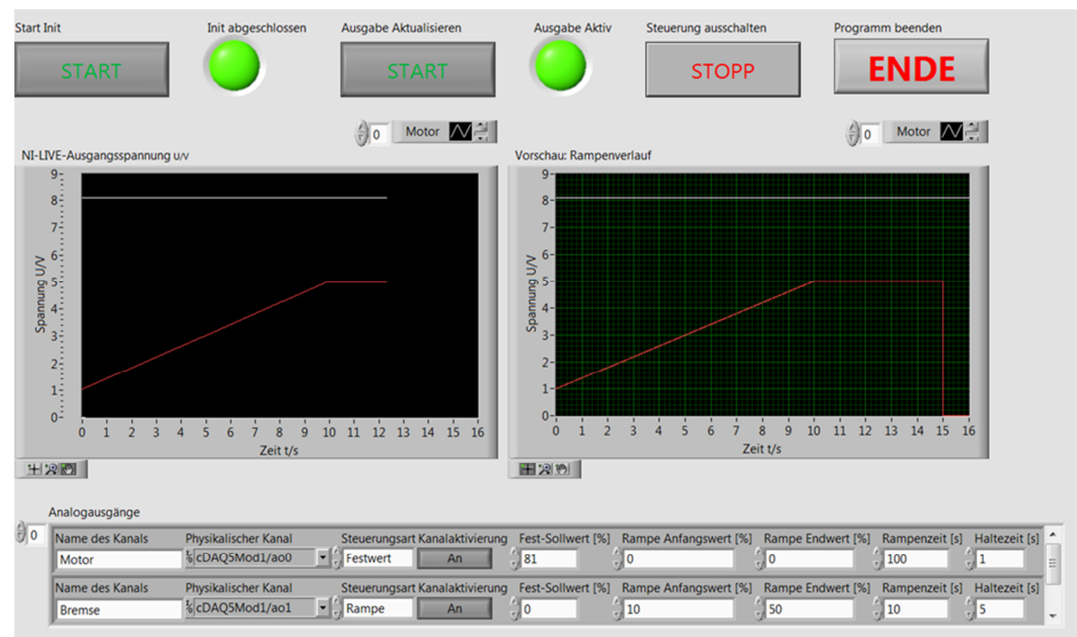 Start Init Init abgeschlossen Ausgabe Aktualisieren Ausgabe Aktiv Steuerung ausschalten Programm beenden
START START STOPP ENDE
0 Motor 0 Motor
NI-LIVE-Ausgangsspannung U/V Vorschau: Rampenverlauf
9 9
8 8
7 7
6 6
5 5
4 4
3 3
2 2
1 1
0 0
Spannung U/V Spannung U/V
0 1 2 3 4 5 6 7 8 9 10 11 12 13 14 15 16 0 1 2 3 4 5 6 7 8 9 10 11 12 13 14 15 16
Zeit t/s Zeit t/s
Analogausgänge
0
Name des Kanals Physikalischer Kanal Steuerungsart Kanalaktivierung Fest-Sollwert [%] Rampe Anfangswert [%] Rampe Endwert [%] Rampenzeit [s] Haltezeit [s]
Motor cDAQ5Mod1/ao0 Festwert An 81 0 0 100 1
Name des Kanals Physikalischer Kanal Steuerungsart Kanalaktivierung Fest-Sollwert [%] Rampe Anfangswert [%] Rampe Endwert [%] Rampenzeit [s] Haltezeit [s]
Bremse cDAQ5Mod1/ao1 Rampe An 0 10 50 10 5